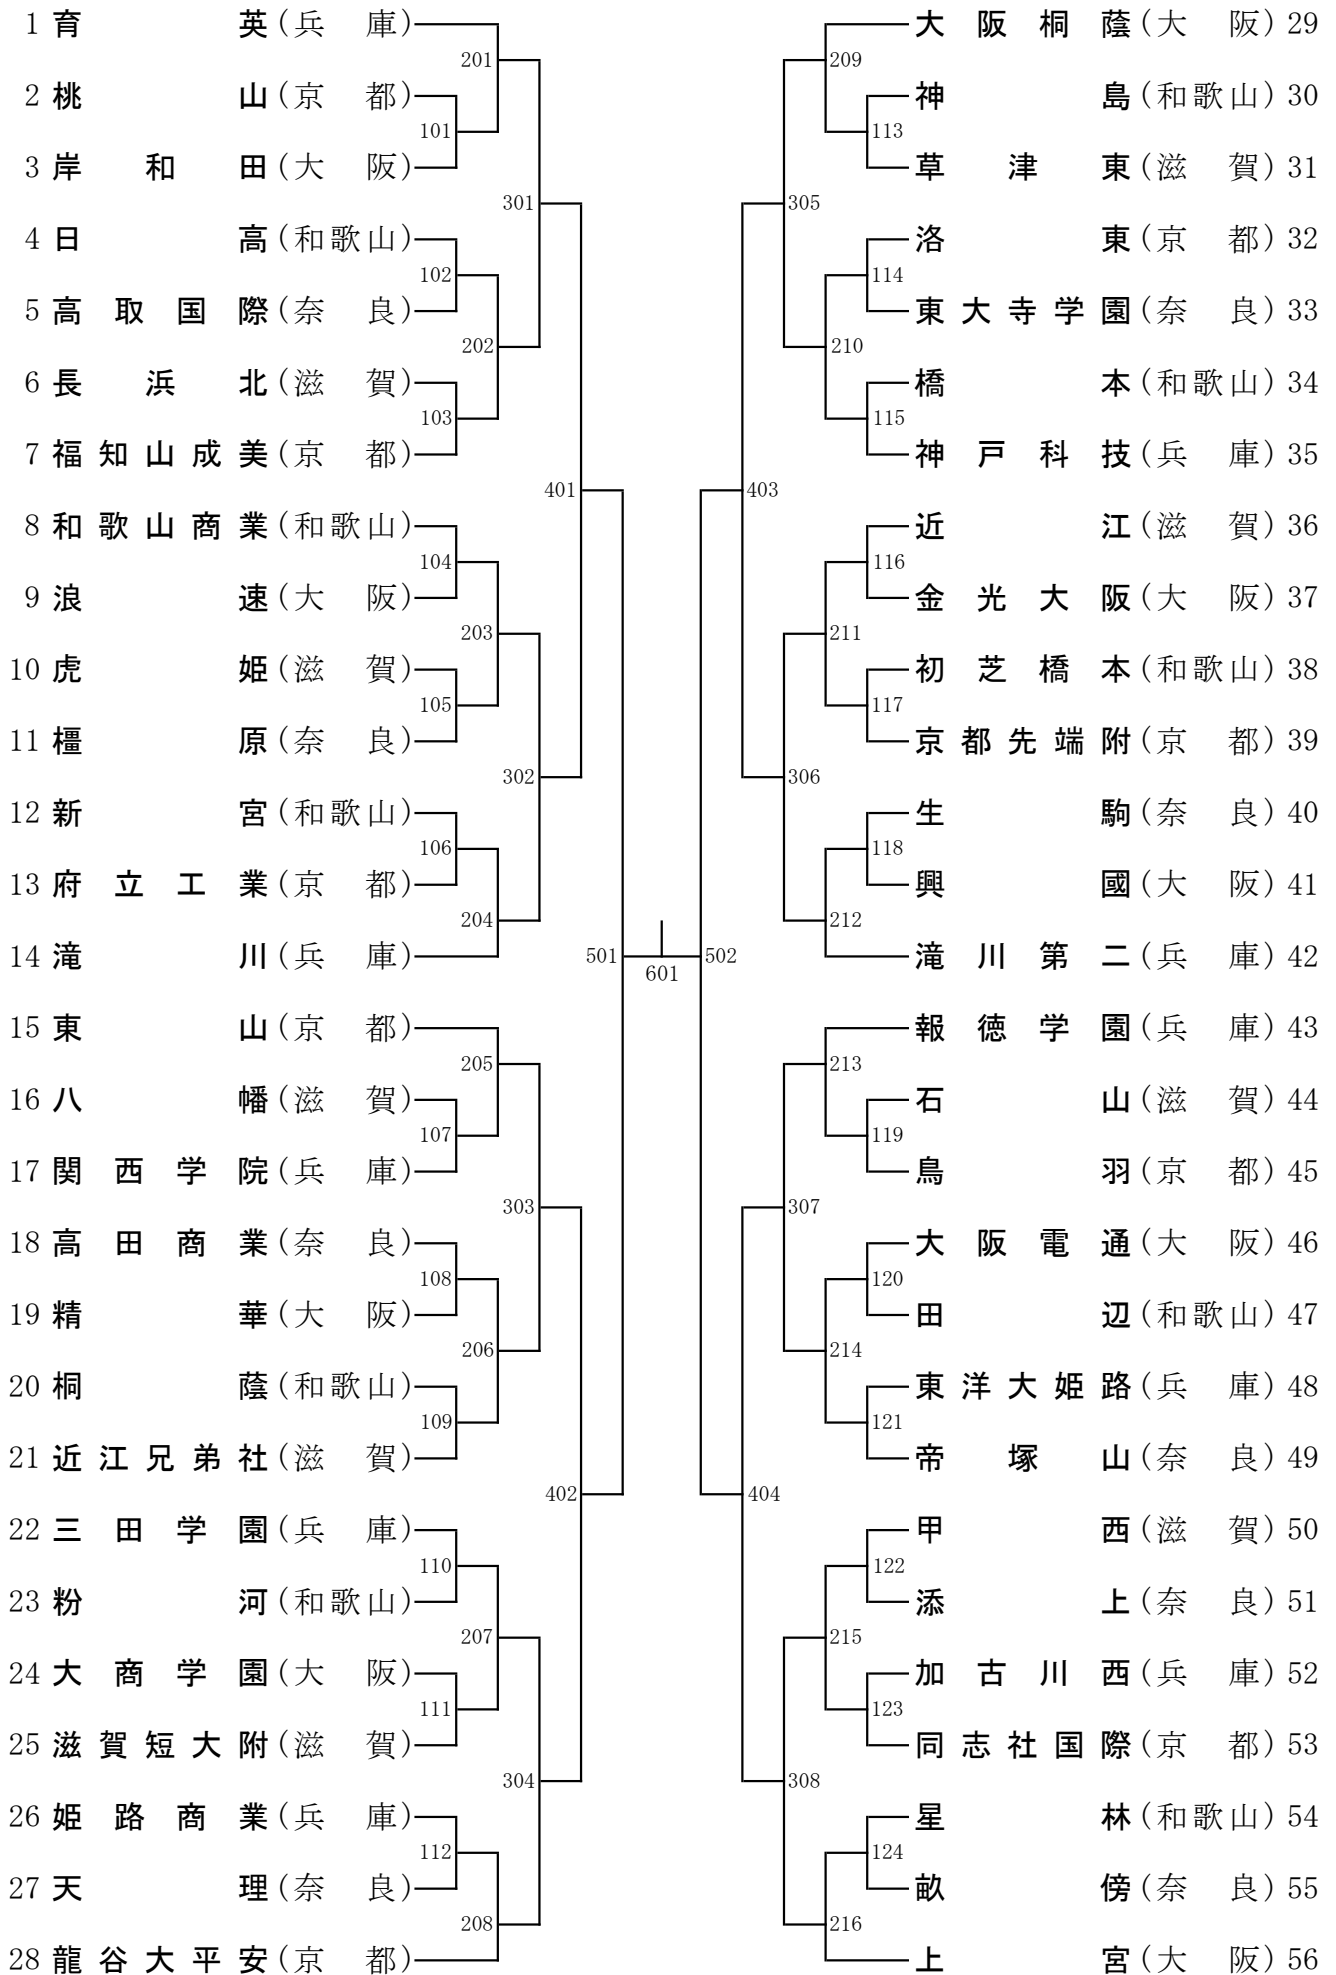 1 育英(兵庫)
201
2 桃山(京都)
101
3 岸和田(大阪)
301
4 日高(和歌山)
102
5 高取国際(奈良)
202
6 長浜北(滋賀)
103
7 福知山成美(京都)
401
8 和歌山商業(和歌山)
104
9 浪速(大阪)
203
10 虎姫(滋賀)
105
11 橿原(奈良)
302
12 新宮(和歌山)
106
13 府立工業(京都)
204
14 滝川(兵庫)
501
15 東山(京都)
205
16 八幡(滋賀)
107
17 関西学院(兵庫)
303
18 高田商業(奈良)
108
19 精華(大阪)
206
20 桐蔭(和歌山)
109
21 近江兄弟社(滋賀)
402
22 三田学園(兵庫)
110
23 粉河(和歌山)
207
24 大商学園(大阪)
111
25 滋賀短大附(滋賀)
304
26 姫路商業(兵庫)
112
27 天理(奈良)
208
28 龍谷大平安(京都)
601
大阪桐蔭(大阪) 29
209
神島(和歌山) 30
113
草津東(滋賀) 31
305
洛東(京都) 32
114
東大寺学園(奈良) 33
210
橋本(和歌山) 34
115
神戸科技(兵庫) 35
403
近江(滋賀) 36
116
金光大阪(大阪) 37
211
初芝橋本(和歌山) 38
117
京都先端附(京都) 39
306
生駒(奈良) 40
118
興國(大阪) 41
212
滝川第二(兵庫) 42
502
報徳学園(兵庫) 43
213
石山(滋賀) 44
119
鳥羽(京都) 45
307
大阪電通(大阪) 46
120
田辺(和歌山) 47
214
東洋大姫路(兵庫) 48
121
帝塚山(奈良) 49
404
甲西(滋賀) 50
122
添上(奈良) 51
215
加古川西(兵庫) 52
123
同志社国際(京都) 53
308
星林(和歌山) 54
124
畝傍(奈良) 55
216
上宮(大阪) 56